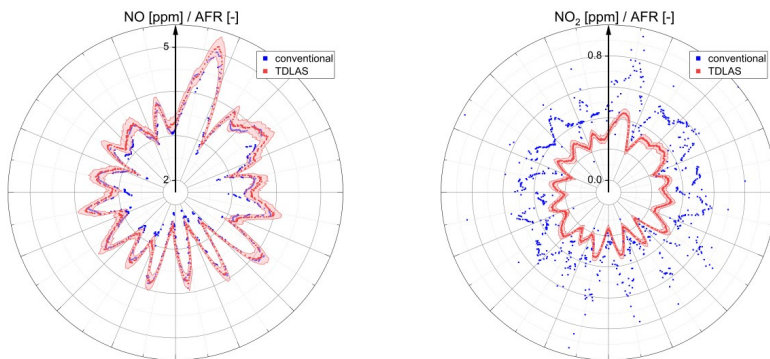 NO [ppm] / AFR [-]
5
conventional
TDLAS
2
NO₂ [ppm] / AFR [-]
0.8
conventional
TDLAS
0.0